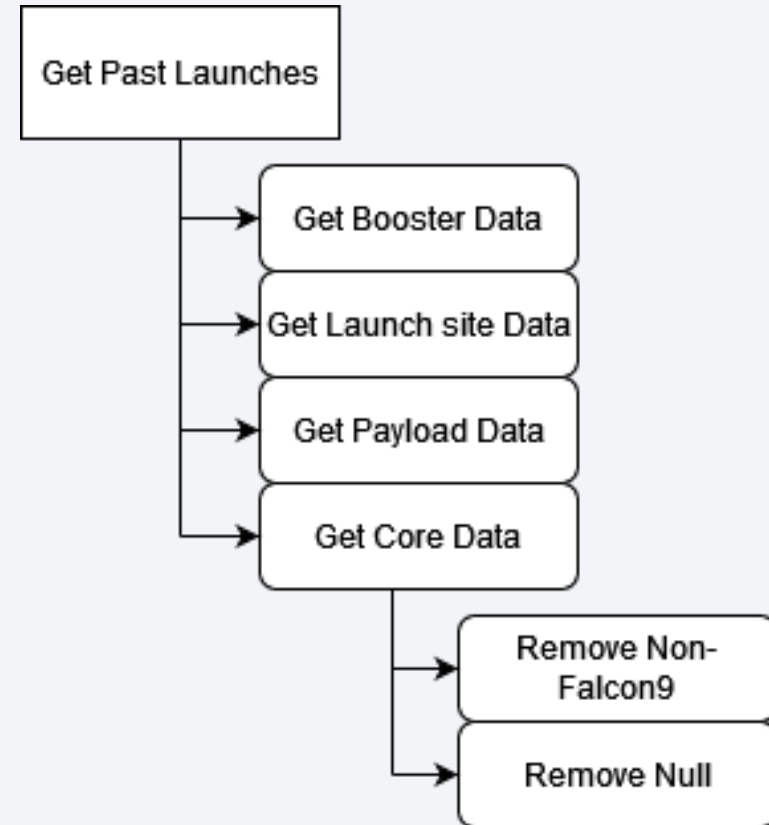 Get Past Launches
Get Booster Data
Get Launch site Data
Get Payload Data
Get Core Data
Remove Non-
Falcon9
Remove Null